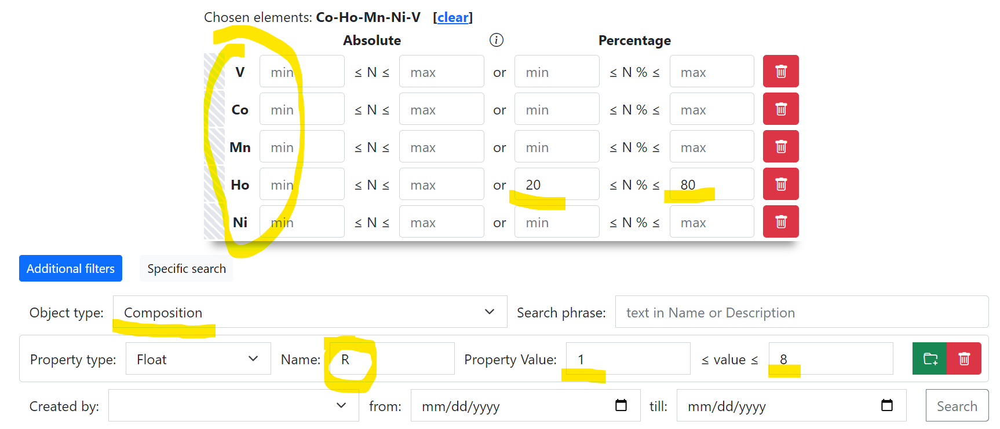 Chosen elements: Co-Ho-Mn-Ni-V [clear]
Absolute i Percentage
V min ≤ N ≤ max or min ≤ N % ≤ max
Co min ≤ N ≤ max or min ≤ N % ≤ max
Mn min ≤ N ≤ max or min ≤ N % ≤ max
Ho min ≤ N ≤ max or 20 ≤ N % ≤ 80
Ni min ≤ N ≤ max or min ≤ N % ≤ max
Additional filters Specific search
Object type: Composition Search phrase: text in Name or Description
Property type: Float Name: R Property Value: 1 ≤ value ≤ 8
Created by: from: mm/dd/yyyy till: mm/dd/yyyy Search